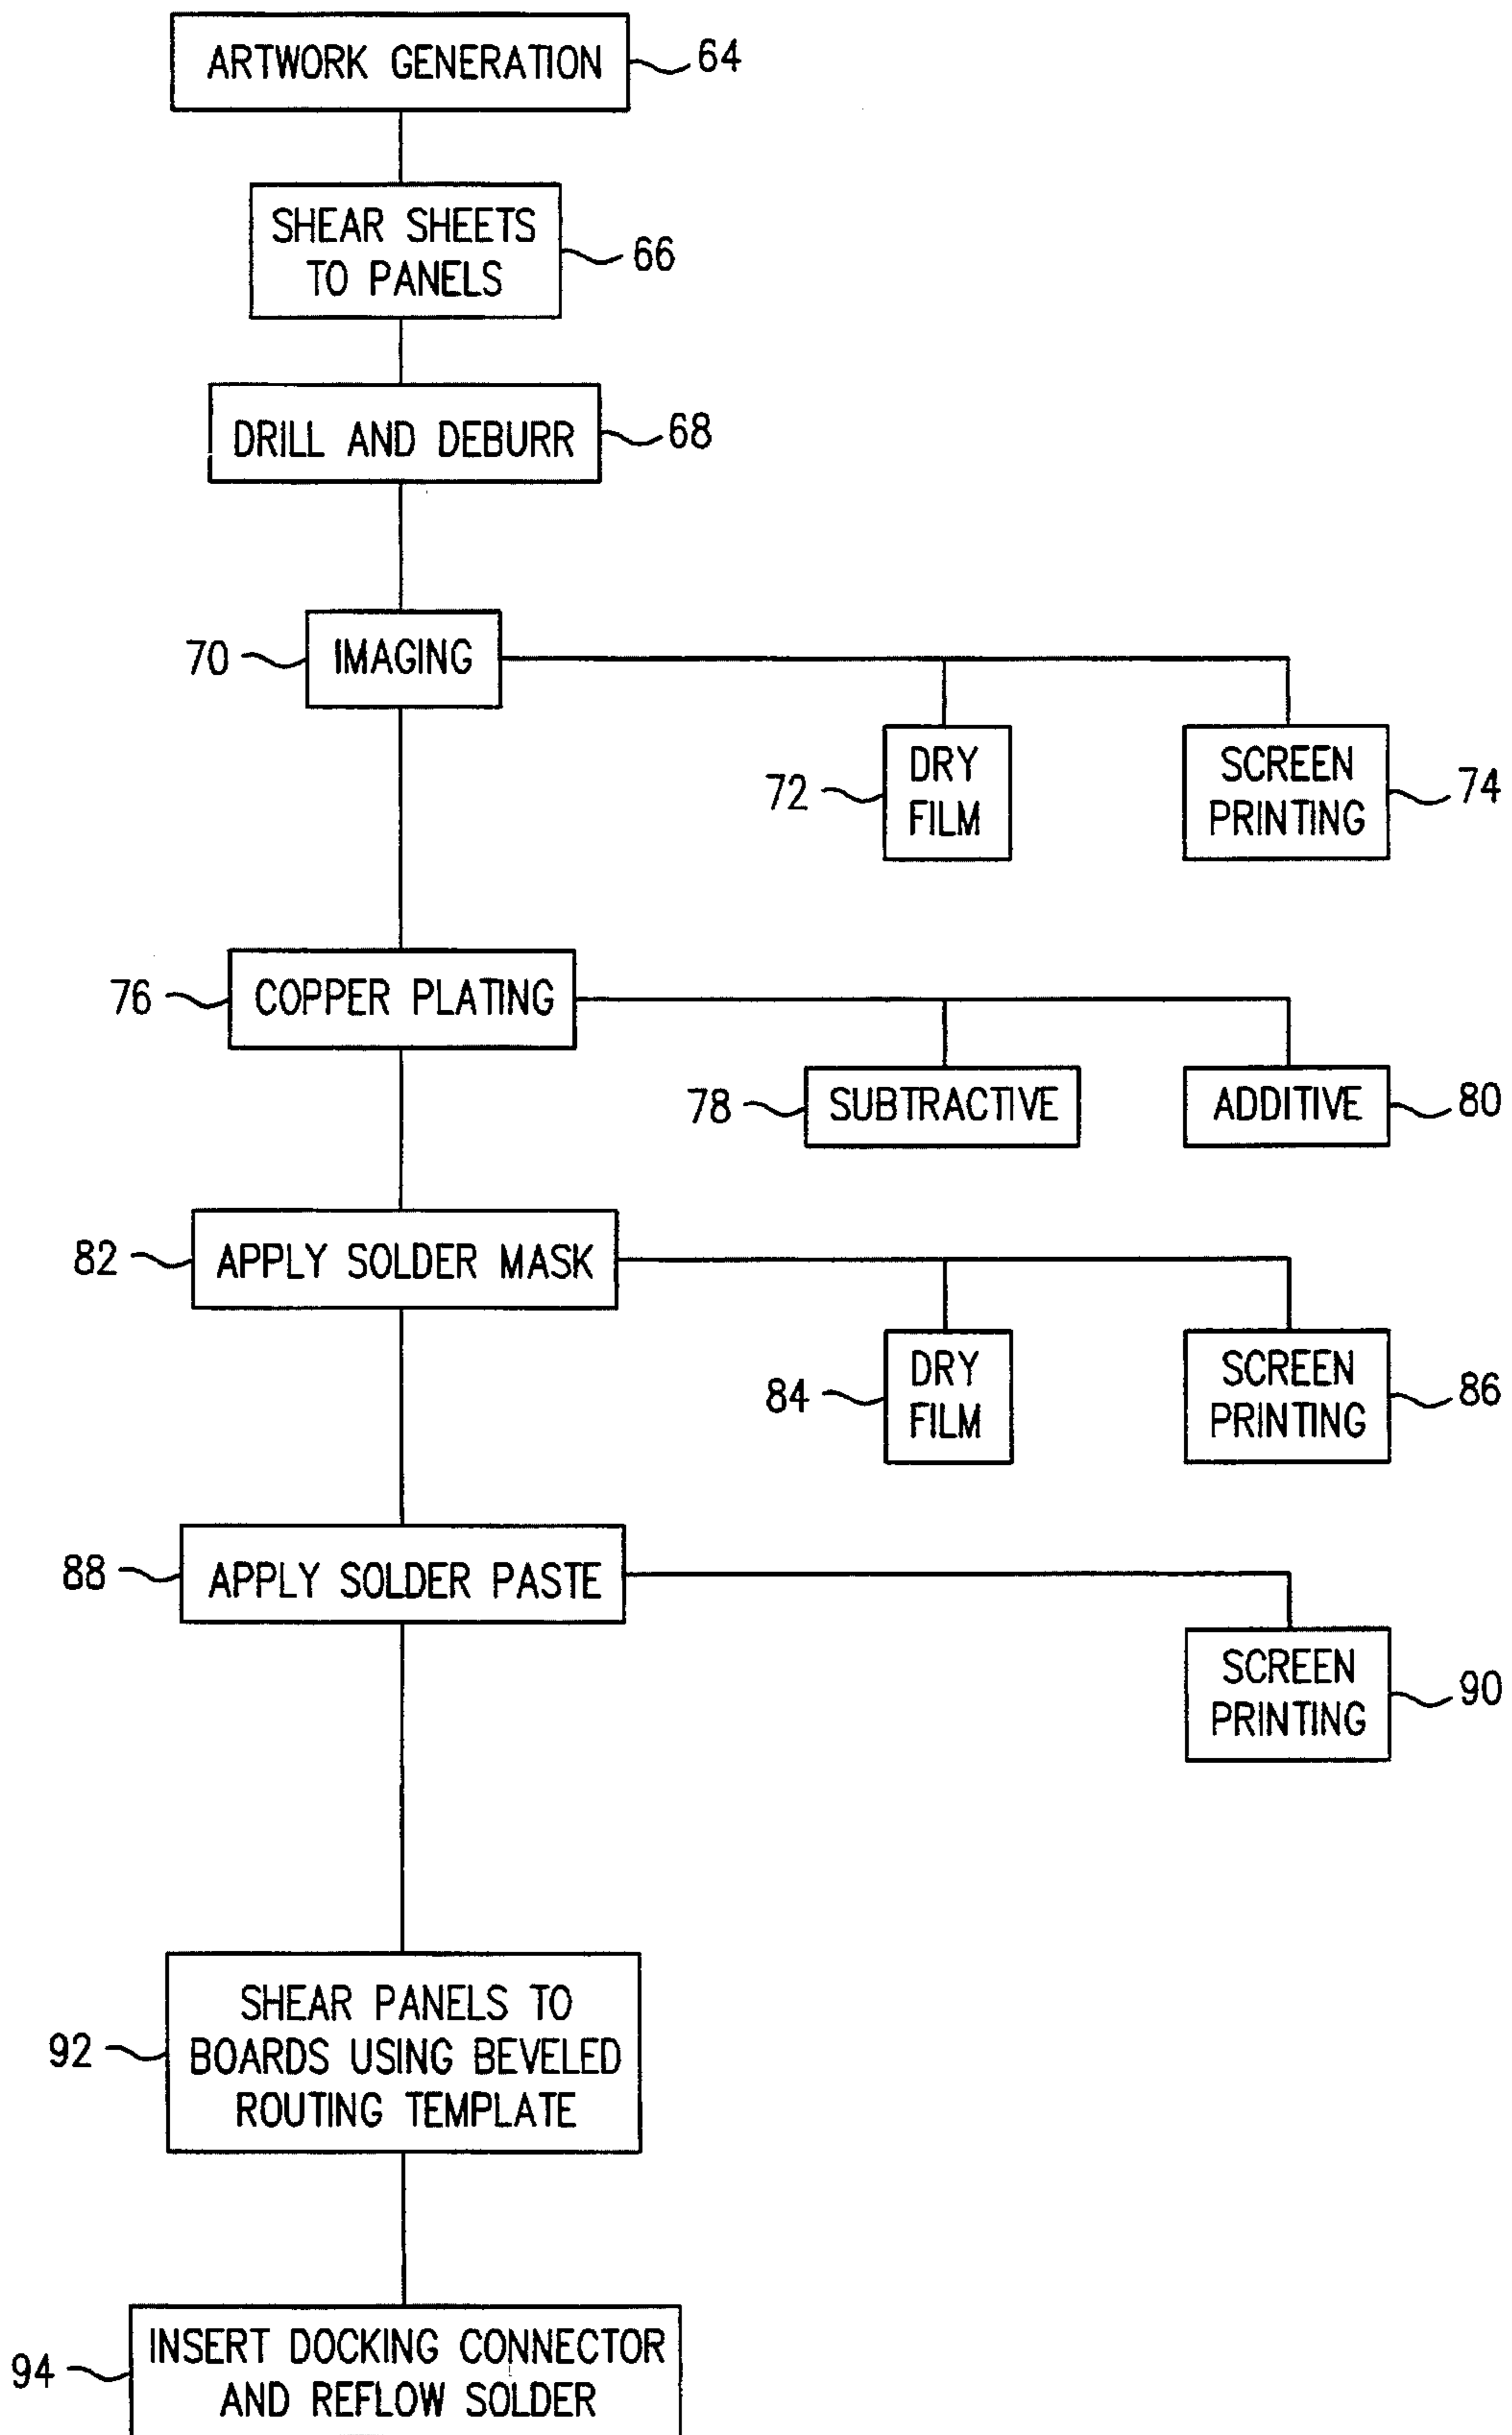 ARTWORK GENERATION
64
SHEAR SHEETS
TO PANELS
66
DRILL AND DEBURR
68
70
IMAGING
72
DRY
FILM
SCREEN
PRINTING
74
76
COPPER PLATING
78
SUBTRACTIVE
ADDITIVE
80
82
APPLY SOLDER MASK
84
DRY
FILM
SCREEN
PRINTING
86
88
APPLY SOLDER PASTE
SCREEN
PRINTING
90
92
SHEAR PANELS TO
BOARDS USING BEVELED
ROUTING TEMPLATE
94
INSERT DOCKING CONNECTOR
AND REFLOW SOLDER